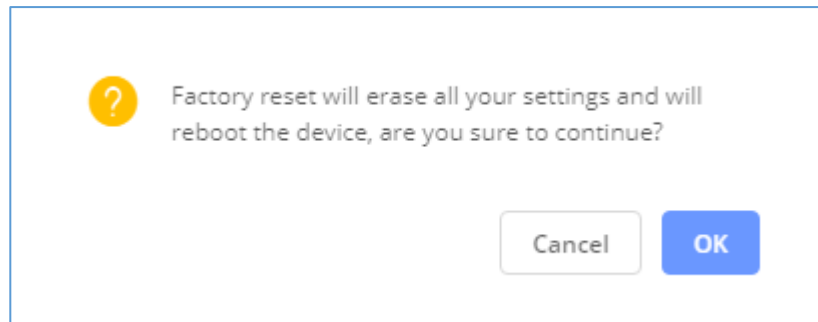 Factory reset will erase all your settings and will
reboot the device, are you sure to continue?
Cancel OK